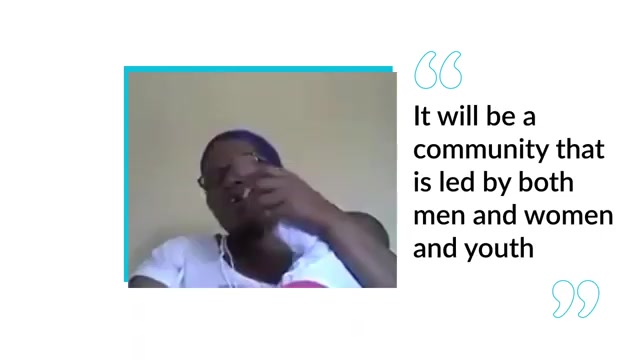 It will be a
community that
is led by both
men and women
and youth